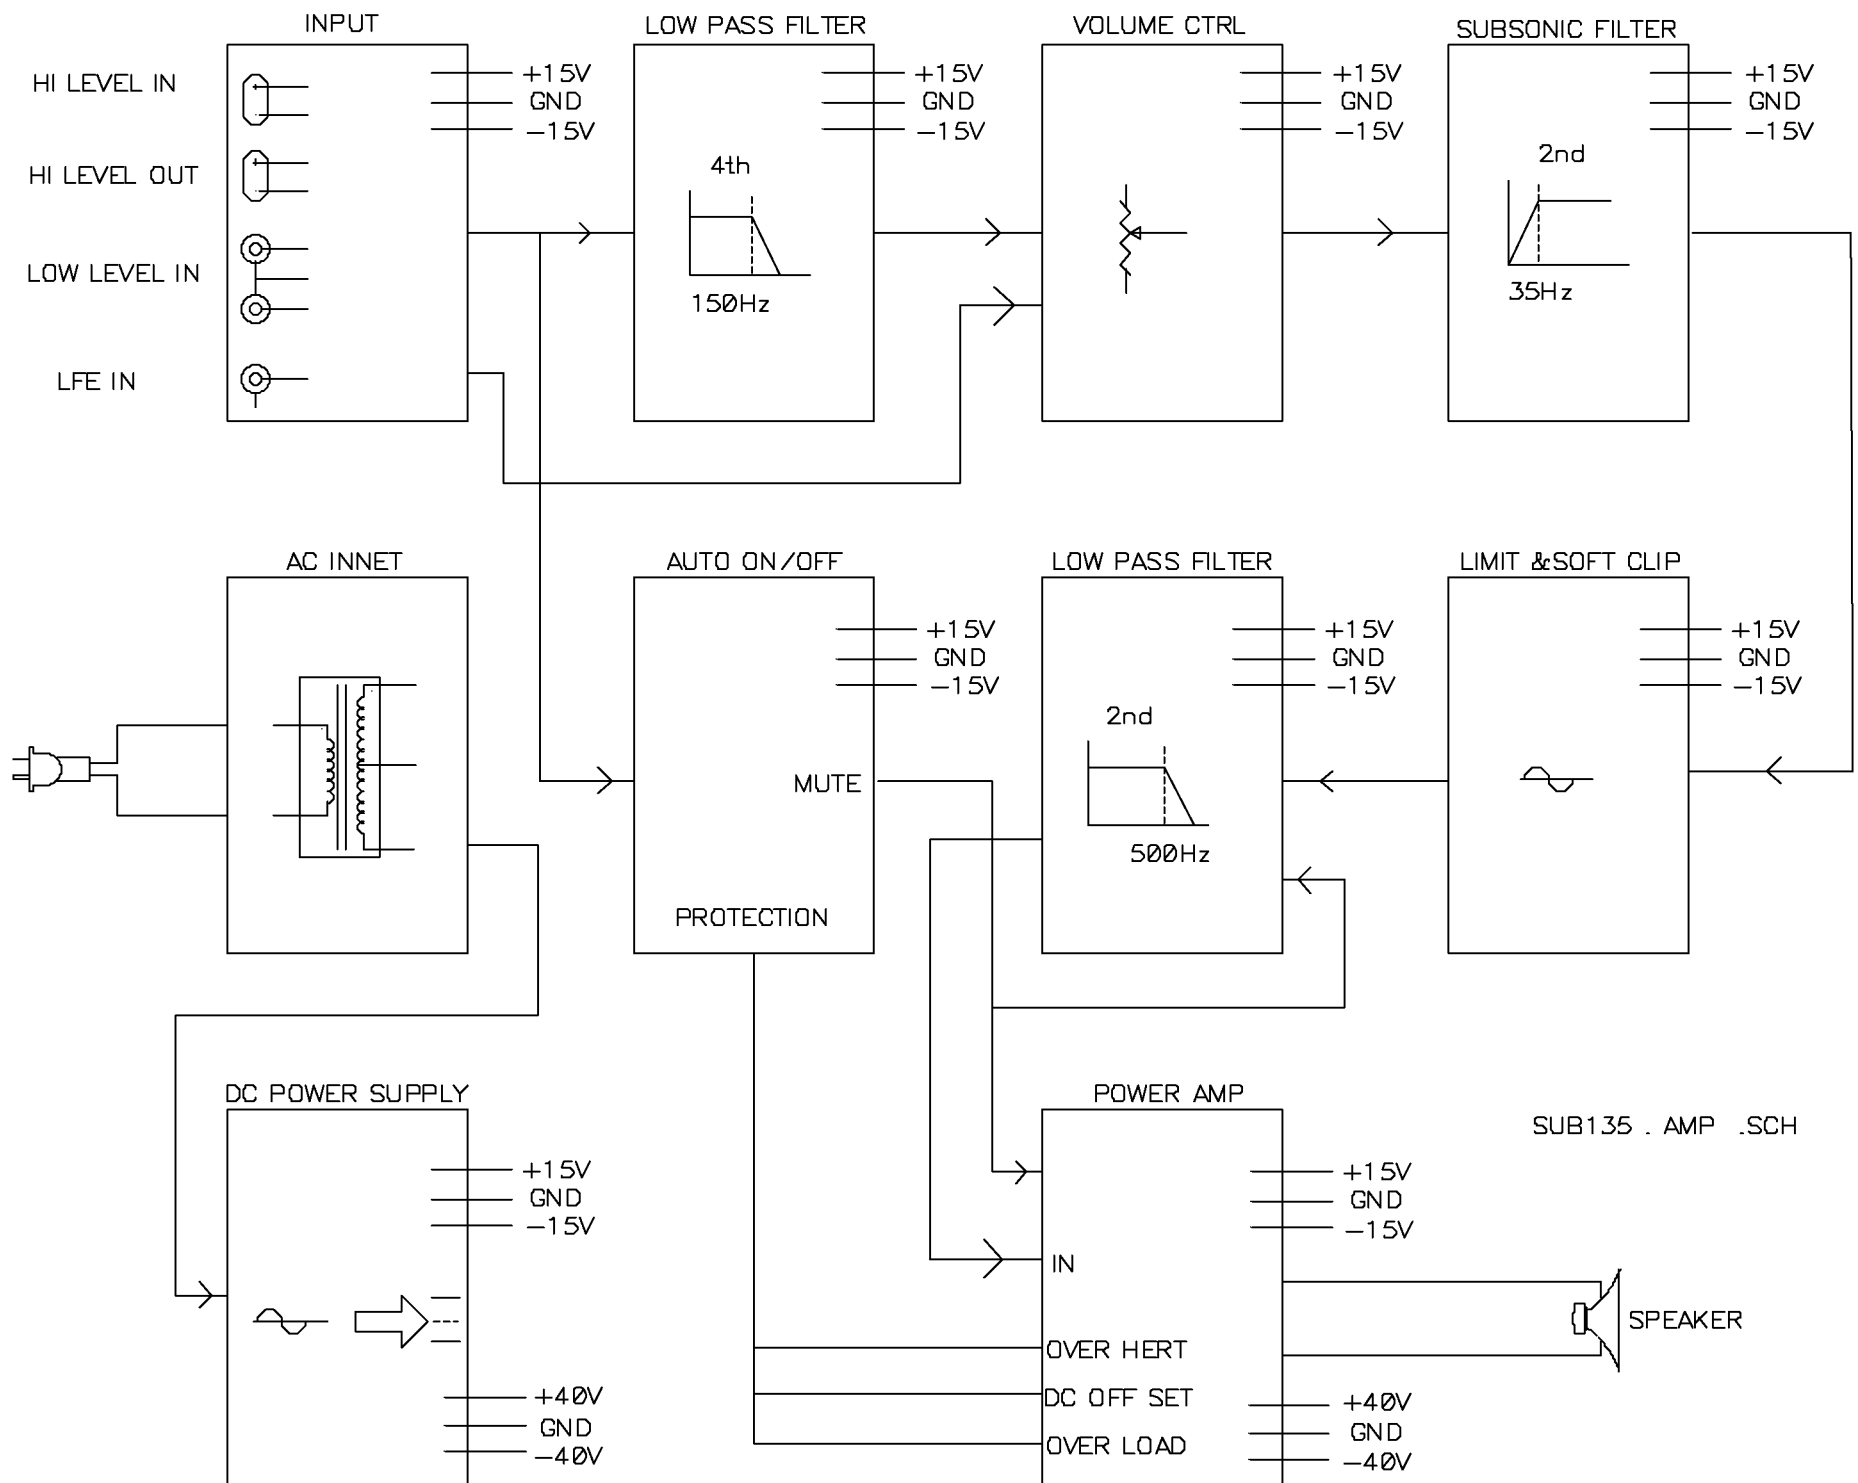 INPUT
HI LEVEL IN
HI LEVEL OUT
LOW LEVEL IN
LFE IN
+15V
GND
-15V
LOW PASS FILTER
+15V
GND
-15V
4th
150Hz
VOLUME CTRL
+15V
GND
-15V
SUBSONIC FILTER
+15V
GND
-15V
2nd
35Hz
AC INNET
AUTO ON/OFF
+15V
GND
-15V
MUTE
PROTECTION
LOW PASS FILTER
+15V
GND
-15V
2nd
500Hz
LIMIT &SOFT CLIP
+15V
GND
-15V
DC POWER SUPPLY
+15V
GND
-15V
+40V
GND
-40V
POWER AMP
+15V
GND
-15V
IN
OVER HERT
DC OFF SET
OVER LOAD
+40V
GND
-40V
SUB135 . AMP .SCH
SPEAKER